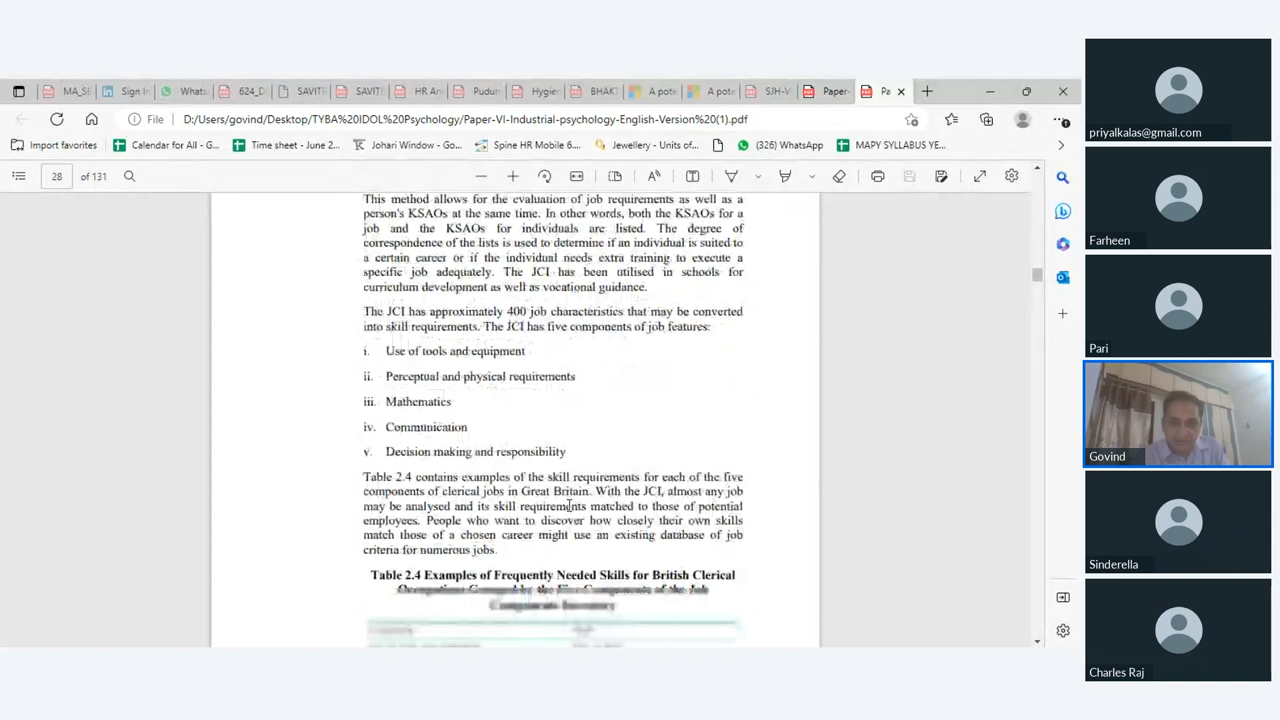 MA_SE
Sign In
Whats
624_D
SAVITR
SAVITF
HR An
Pudum
Hygien
BHAKT
A pote
A pote
SJH-V
Paper-
Pa
File
D:/Users/govind/Desktop/TYBA%20IDOL%20Psychology/Paper-VI-Industrial-psychology-English-Version%20(1).pdf
Import favorites
Calendar for All - G...
Time sheet - June 2...
Johari Window - Go...
Spine HR Mobile 6....
Jewellery - Units of...
(326) WhatsApp
MAPY SYLLABUS YE...
28 of 131
This method allows for the evaluation of job requirements as well as a
person's KSAOs at the same time. In other words, both the KSAOs for a
job and the KSAOs for individuals are listed. The degree of
correspondence of the lists is used to determine if an individual is suited to
a certain career or if the individual needs extra training to execute a
specific job adequately. The JCI has been utilised in schools for
curriculum development as well as vocational guidance.
The JCI has approximately 400 job characteristics that may be converted
into skill requirements. The JCI has five components of job features:
i. Use of tools and equipment
ii. Perceptual and physical requirements
iii. Mathematics
iv. Communication
v. Decision making and responsibility
Table 2.4 contains examples of the skill requirements for each of the five
components of clerical jobs in Great Britain. With the JCI, almost any job
may be analysed and its skill requirements matched to those of potential
employees. People who want to discover how closely their own skills
match those of a chosen career might use an existing database of job
criteria for numerous jobs.
Table 2.4 Examples of Frequently Needed Skills for British Clerical
Occupations Grouped by the Five Components of the Job
Components Inventory
priyalkalas@gmail.com
Farheen
Pari
Govind
Sinderella
Charles Raj